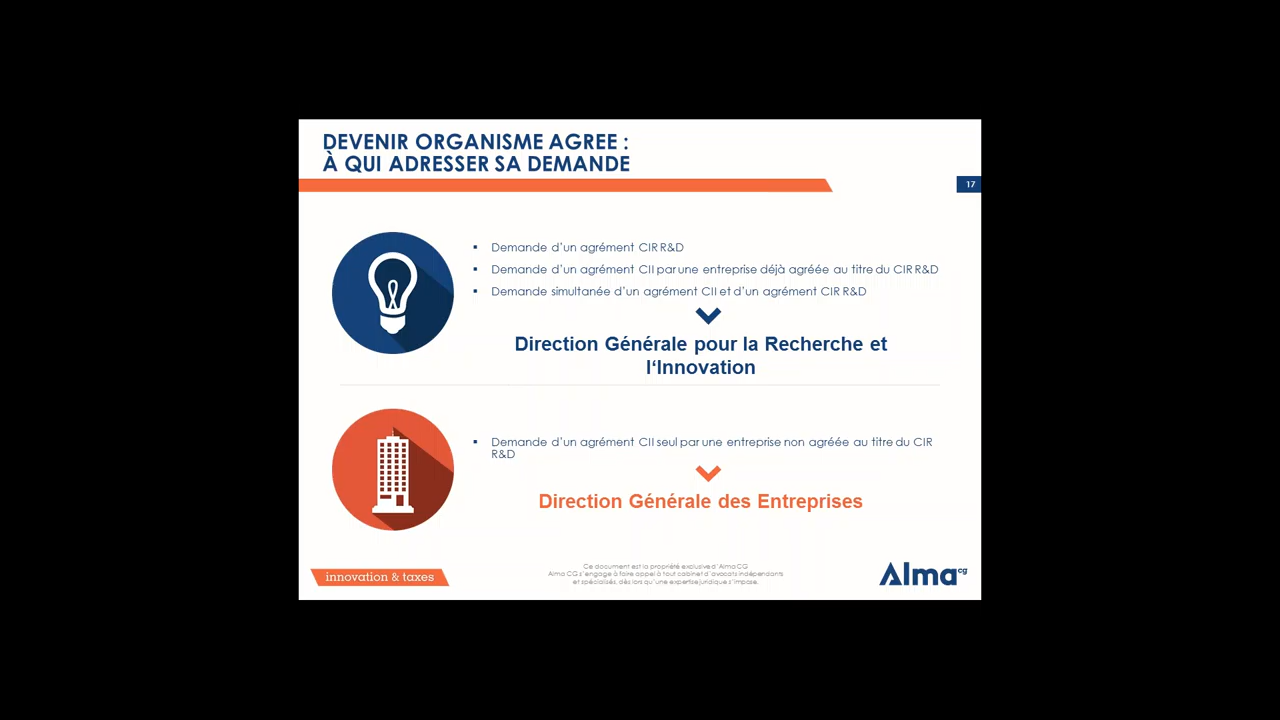 DEVENIR ORGANISME AGREE :
À QUI ADRESSER SA DEMANDE
17
▪ Demande d'un agrément CIR R&D
▪ Demande d'un agrément CII par une entreprise déjà agréée au titre du CIR R&D
▪ Demande simultanée d'un agrément CII et d'un agrément CIR R&D
Direction Générale pour la Recherche et
l‘Innovation
▪ Demande d'un agrément CII seul par une entreprise non agréée au titre du CIR
R&D
Direction Générale des Entreprises
innovation & taxes
Ce document est la propriété exclusive d'Alma CG
Alma CG s'engage à faire appel à tout cabinet d'avocats indépendants
et spécialisés, dès lors qu'une expertise juridique s'impose.
Alma cg